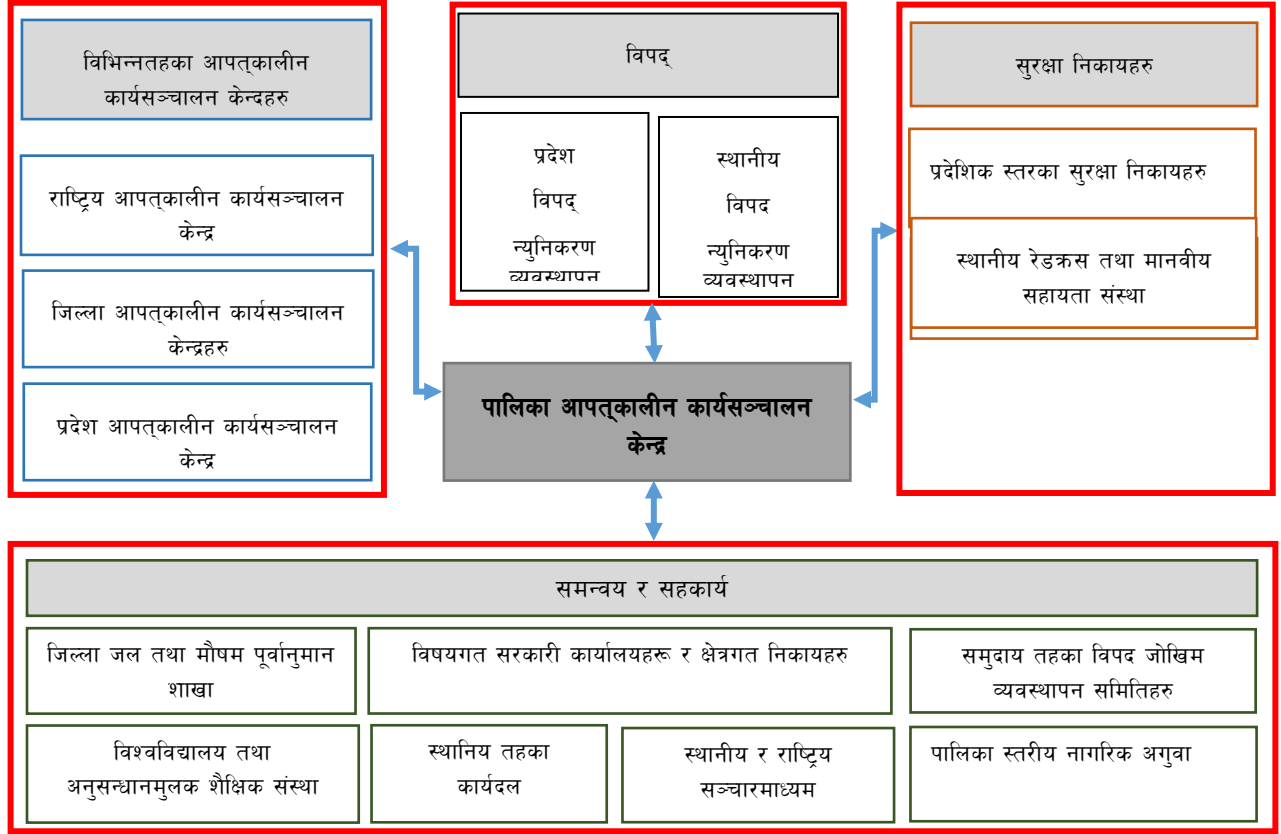 विभिन्नतहका आपत्‌कालीन
कार्यसञ्चालन केन्दहरु
राष्ट्रिय आपत्‌कालीन कार्यसञ्चालन
केन्द्र
जिल्ला आपत्‌कालीन कार्यसञ्चालन
केन्द्रहरु
प्रदेश आपत्‌कालीन कार्यसञ्चालन
केन्द्र
विपद्
प्रदेश
विपद्
न्युनिकरण
व्यवस्थापन
स्थानीय
विपद
न्युनिकरण
व्यवस्थापन
सुरक्षा निकायहरु
प्रदेशिक स्तरका सुरक्षा निकायहरु
स्थानीय रेडक्रस तथा मानवीय
सहायता संस्था
पालिका आपत्‌कालीन कार्यसञ्चालन
केन्द्र
समन्वय र सहकार्य
जिल्ला जल तथा मौषम पूर्वानुमान
शाखा
विषयगत सरकारी कार्यालयहरू र क्षेत्रगत निकायहरु
समुदाय तहका विपद जोखिम
व्यवस्थापन समितिहरु
विश्वविद्यालय तथा
अनुसन्धानमुलक शैक्षिक संस्था
स्थानिय तहका
कार्यदल
स्थानीय र राष्ट्रिय
सञ्चारमाध्यम
पालिका स्तरीय नागरिक अगुवा